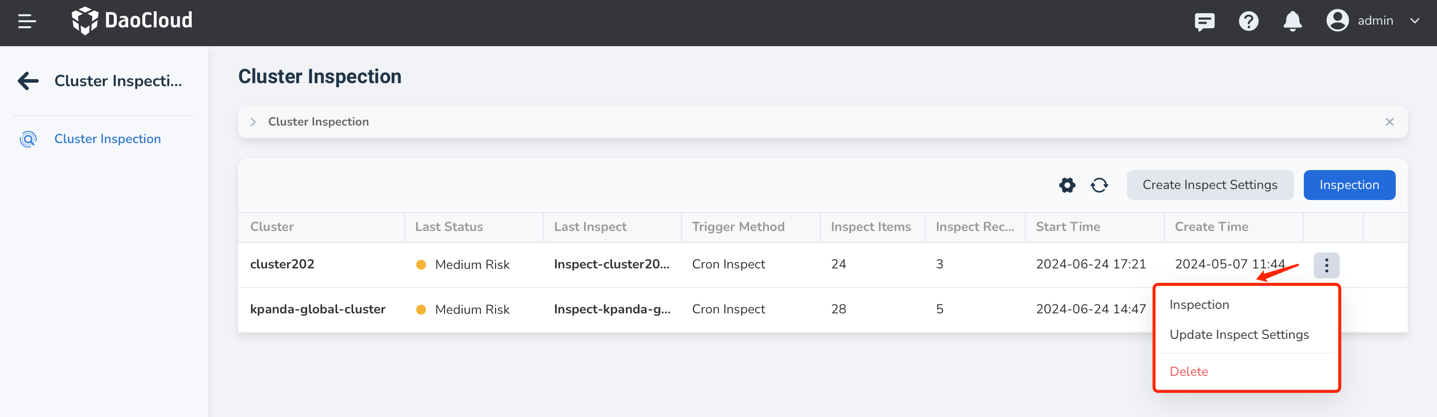 DaoCloud
admin
Cluster Inspecti...
Cluster Inspection
Cluster Inspection
Cluster Inspection
Create Inspect Settings
Inspection
Cluster Last Status Last Inspect Trigger Method Inspect Items Inspect Rec... Start Time Create Time
cluster202 Medium Risk Inspect-cluster20... Cron Inspect 24 3 2024-06-24 17:21 2024-05-07 11:44
kpanda-global-cluster Medium Risk Inspect-kpanda-g... Cron Inspect 28 5 2024-06-24 14:47
Inspection
Update Inspect Settings
Delete